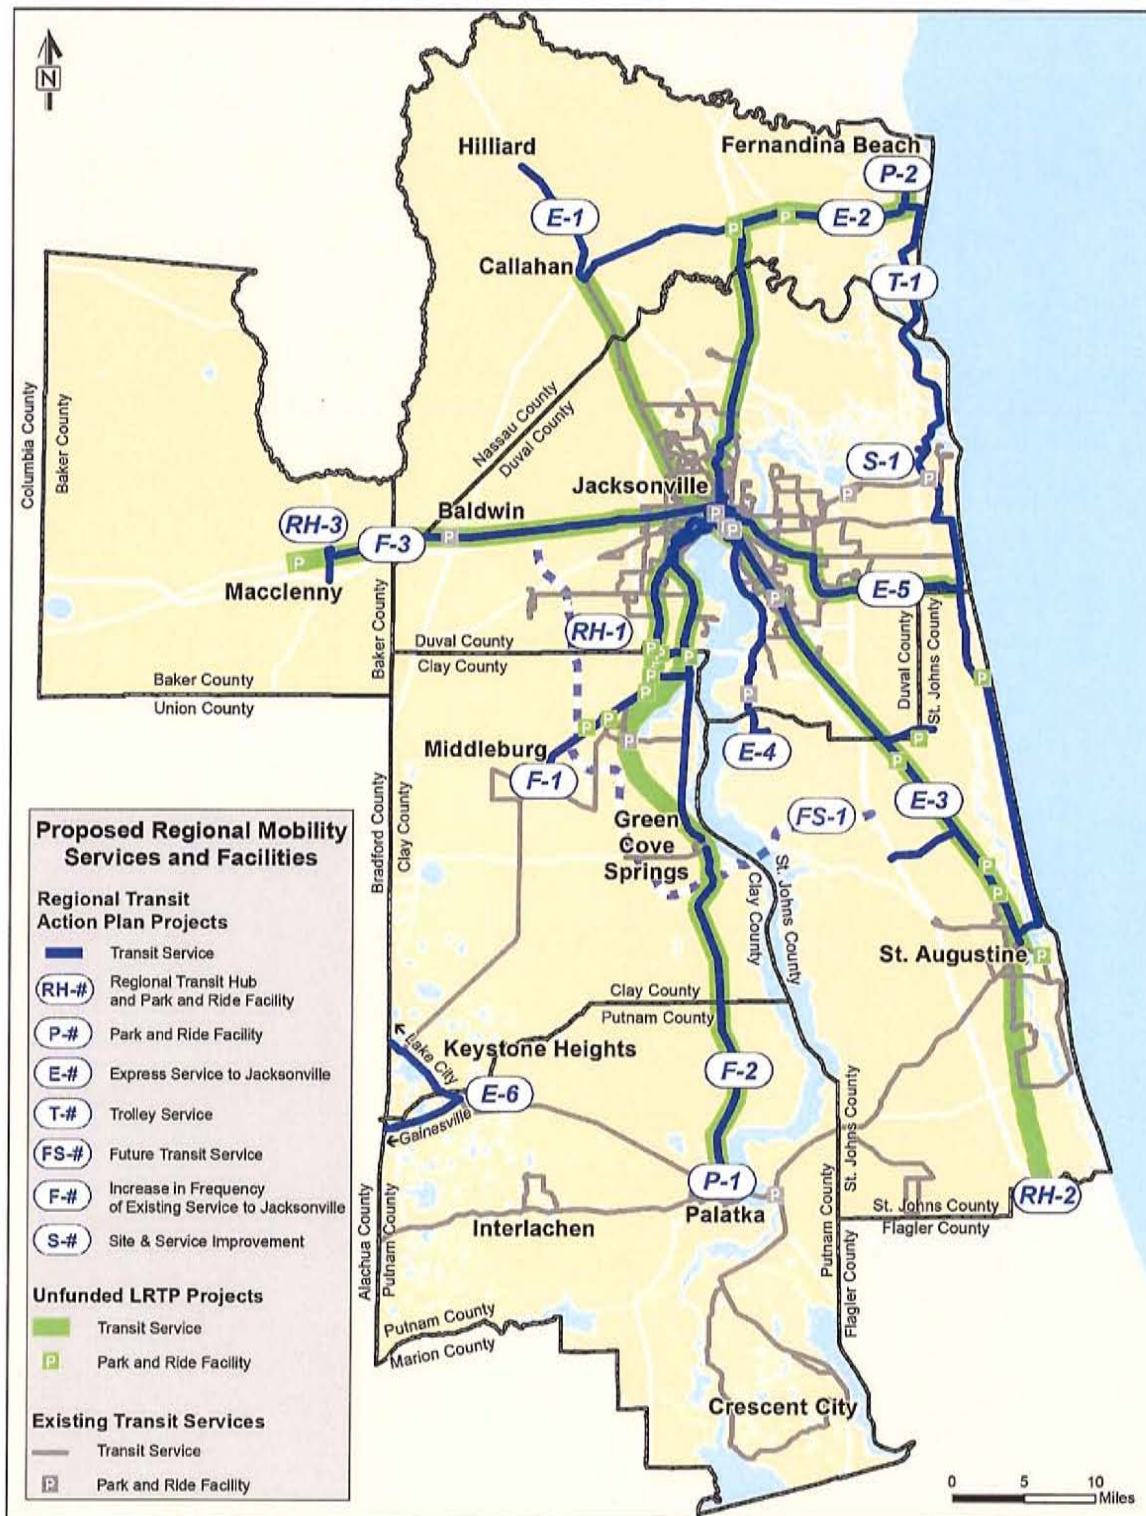 N
Hilliard
Fernandina Beach
P-2
E-1
E-2
Callahan
T-1
Columbia County
Baker County
Nassau County
Duval County
S-1
Jacksonville
Baldwin
RH-3
F-3
Macclenny
E-5
RH-1
Baker County
Duval County
Clay County
Duval County
St. Johns County
Baker County
Union County
Middleburg
F-1
E-4
E-3
FS-1
Bradford County
Clay County
Green
Cove
Springs
Clay County
St. Johns County
St. Augustine
Clay County
Putnam County
Lake City
Keystone Heights
E-6
Gainesville
F-2
St. Johns County
Putnam County
P-1
RH-2
Palatka
Interlachen
St. Johns County
Flagler County
Alachua County
Putnam County
Flagler County
Putnam County
Marion County
Crescent City
0 5 10
Miles
Proposed Regional Mobility
Services and Facilities
Regional Transit
Action Plan Projects
Transit Service
RH-# Regional Transit Hub
and Park and Ride Facility
P-# Park and Ride Facility
E-# Express Service to Jacksonville
T-# Trolley Service
FS-# Future Transit Service
F-# Increase in Frequency
of Existing Service to Jacksonville
S-# Site & Service Improvement
Unfunded LRTP Projects
Transit Service
P Park and Ride Facility
Existing Transit Services
Transit Service
P Park and Ride Facility